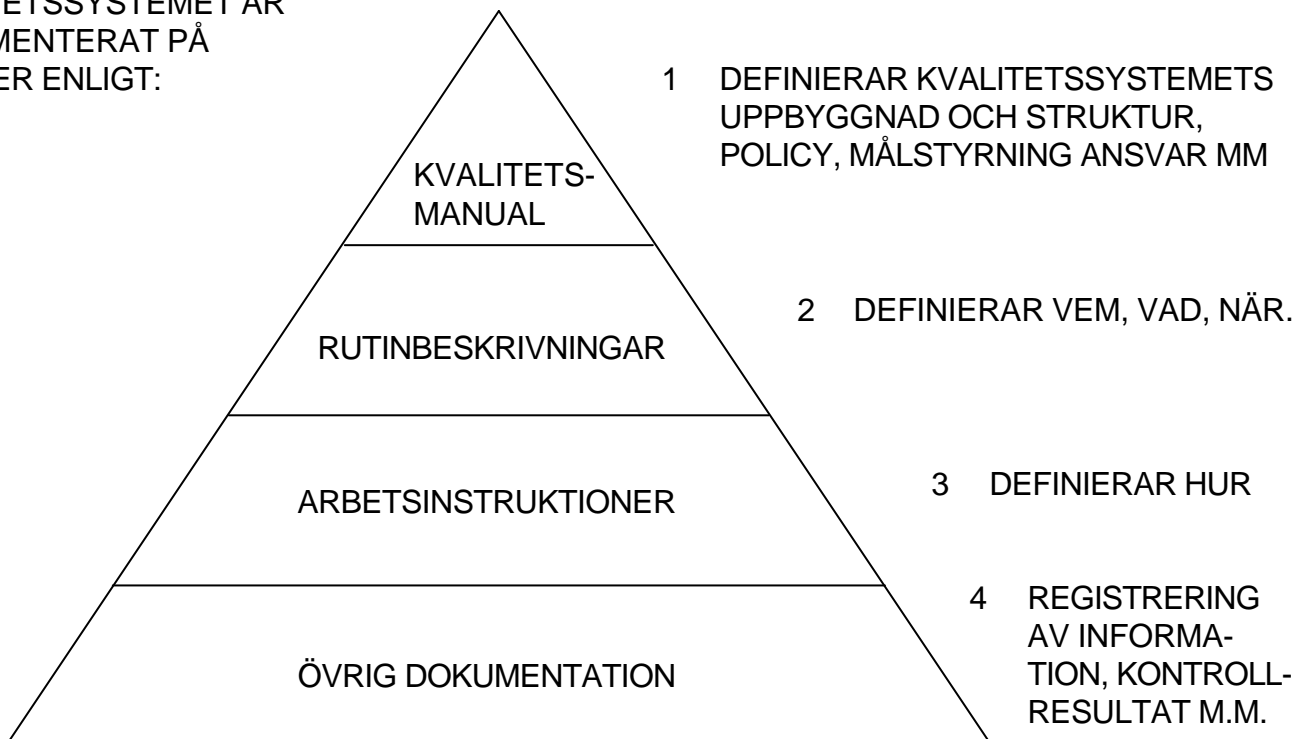 ETSSYSTEMET ÄR
MENTERAT PÅ
ER ENLIGT:
1 DEFINIERAR KVALITETSSYSTEMETS
UPPBYGGNAD OCH STRUKTUR,
POLICY, MÅLSTYRNING ANSVAR MM
KVALITETS-
MANUAL
2 DEFINIERAR VEM, VAD, NÄR.
RUTINBESKRIVNINGAR
3 DEFINIERAR HUR
ARBETSINSTRUKTIONER
4 REGISTRERING
AV INFORMA-
TION, KONTROLL-
RESULTAT M.M.
ÖVRIG DOKUMENTATION